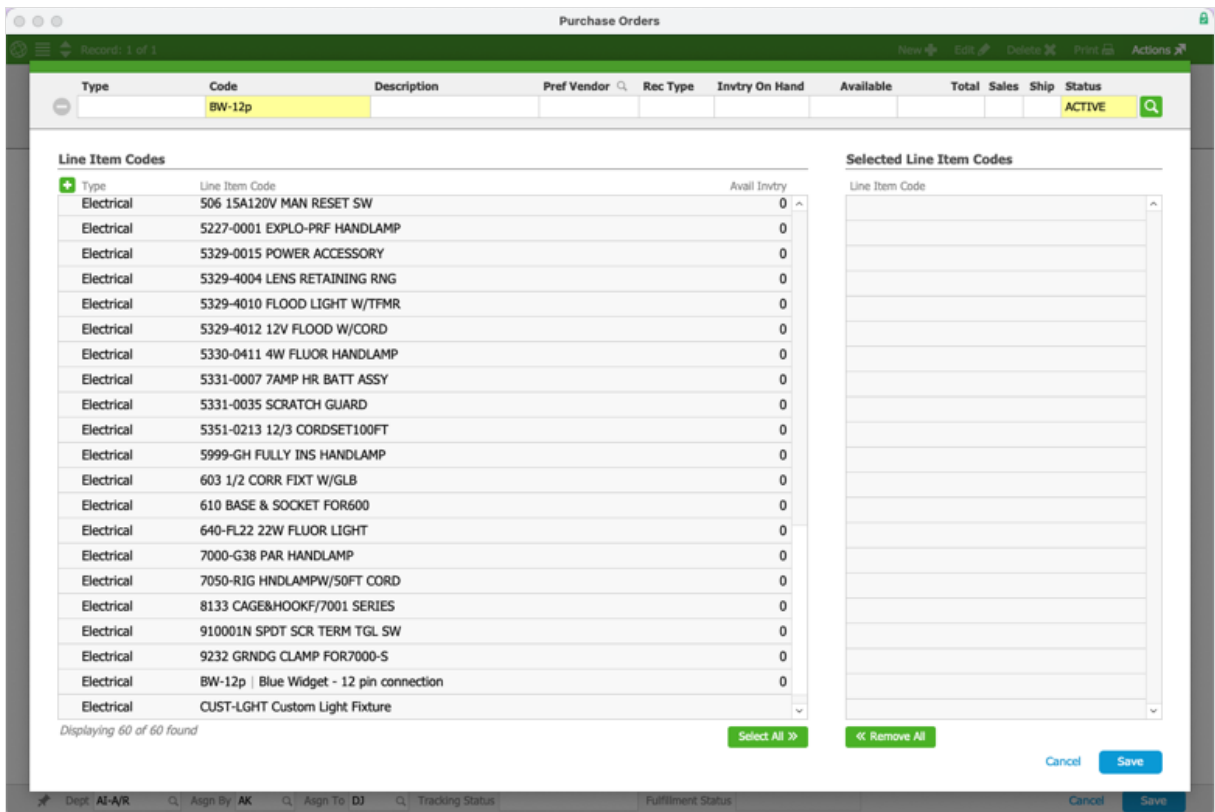 Purchase Orders
Record: 1 of 1 New Edit Delete Print Actions
Type Code Description Pref Vendor Rec Type Invtry On Hand Available Total Sales Ship Status
BW-12p ACTIVE
Line Item Codes Selected Line Item Codes
Type Line Item Code Avail Invtry Line Item Code
Electrical 506 15A120V MAN RESET SW 0
Electrical 5227-0001 EXPLO-PRF HANDLAMP 0
Electrical 5329-0015 POWER ACCESSORY 0
Electrical 5329-4004 LENS RETAINING RNG 0
Electrical 5329-4010 FLOOD LIGHT W/TFMR 0
Electrical 5329-4012 12V FLOOD W/CORD 0
Electrical 5330-0411 4W FLUOR HANDLAMP 0
Electrical 5331-0007 7AMP HR BATT ASSY 0
Electrical 5331-0035 SCRATCH GUARD 0
Electrical 5351-0213 12/3 CORDSET100FT 0
Electrical 5999-GH FULLY INS HANDLAMP 0
Electrical 603 1/2 CORR FIXT W/GLB 0
Electrical 610 BASE & SOCKET FOR600 0
Electrical 640-FL22 22W FLUOR LIGHT 0
Electrical 7000-G38 PAR HANDLAMP 0
Electrical 7050-RIG HNDLAMPW/50FT CORD 0
Electrical 8133 CAGE&HOOKF/7001 SERIES 0
Electrical 910001N SPDT SCR TERM TGL SW 0
Electrical 9232 GRNDG CLAMP FOR7000-S 0
Electrical BW-12p | Blue Widget - 12 pin connection 0
Electrical CUST-LGHT Custom Light Fixture
Displaying 60 of 60 found Select All >> << Remove All
Cancel Save
Dept AI-A/R Asgn By AK Asgn To DJ Tracking Status Fulfillment Status Cancel Save